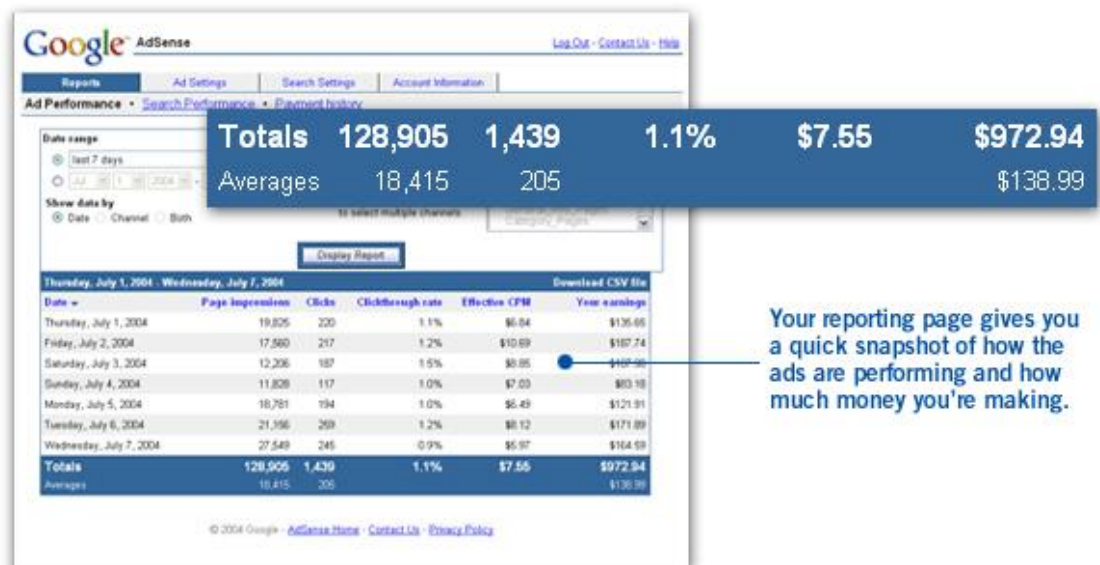 Google™ AdSense
Log Out - Contact Us - Help
Reports Ad Settings Search Settings Account Information
Ad Performance • Search Performance • Payment history
Totals 128,905 1,439 1.1% $7.55 $972.94
Averages 18,415 205 $138.99
Date range
last 7 days
Jul 1 2004 -
Show data by
Date Channel Both
to select multiple channels
Category_Pages
Display Report
Thursday, July 1, 2004 - Wednesday, July 7, 2004 Download CSV file
Date Page impressions Clicks Clickthrough rate Effective CPM Your earnings
Thursday, July 1, 2004 19,825 220 1.1% $6.84 $135.65
Friday, July 2, 2004 17,560 217 1.2% $10.69 $187.74
Saturday, July 3, 2004 12,206 187 1.5% $8.85
Sunday, July 4, 2004 11,828 117 1.0% $7.03 $83.18
Monday, July 5, 2004 18,781 194 1.0% $6.49 $121.91
Tuesday, July 6, 2004 21,156 259 1.2% $8.12 $171.89
Wednesday, July 7, 2004 27,549 245 0.9% $5.97 $164.59
Totals 128,905 1,439 1.1% $7.55 $972.94
Averages 18,415 205 $138.99
© 2004 Google - AdSense Home - Contact Us - Privacy Policy
Your reporting page gives you
a quick snapshot of how the
ads are performing and how
much money you're making.